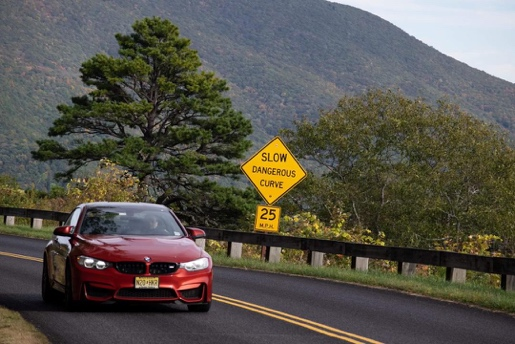 SLOW
DANGEROUS
CURVE
25
M.P.H.